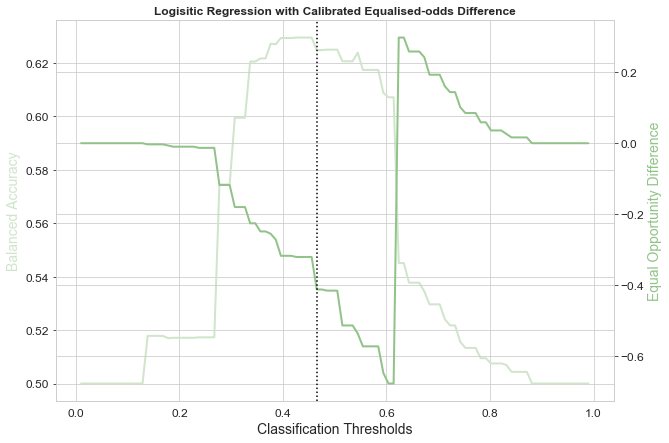 Logisitic Regression with Calibrated Equalised-odds Difference
0.62
0.60
0.58
0.56
0.54
0.52
0.50
Balanced Accuracy
0.2
0.0
−0.2
−0.4
−0.6
Equal Opportunity Difference
0.0 0.2 0.4 0.6 0.8 1.0
Classification Thresholds